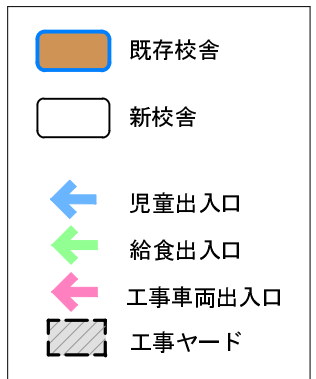 既存校舎
新校舎
児童出入口
給食出入口
工事車両出入口
工事ヤード